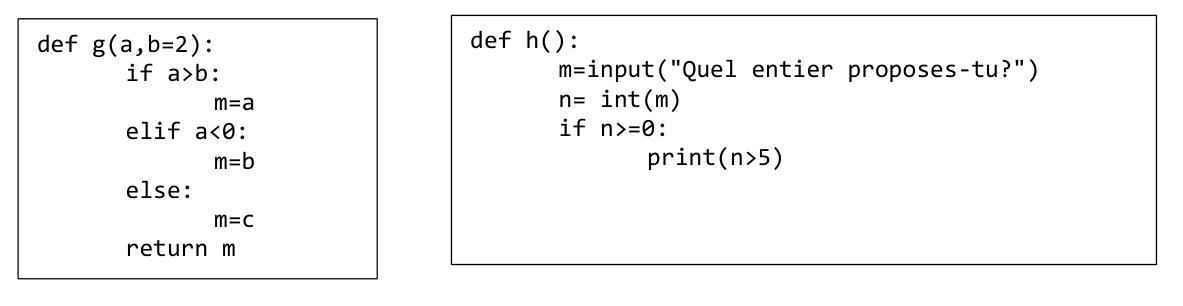 def g(a,b=2):
if a>b:
m=a
elif a<0:
m=b
else:
m=c
return m
def h():
m=input("Quel entier proposes-tu?")
n= int(m)
if n>=0:
print(n>5)